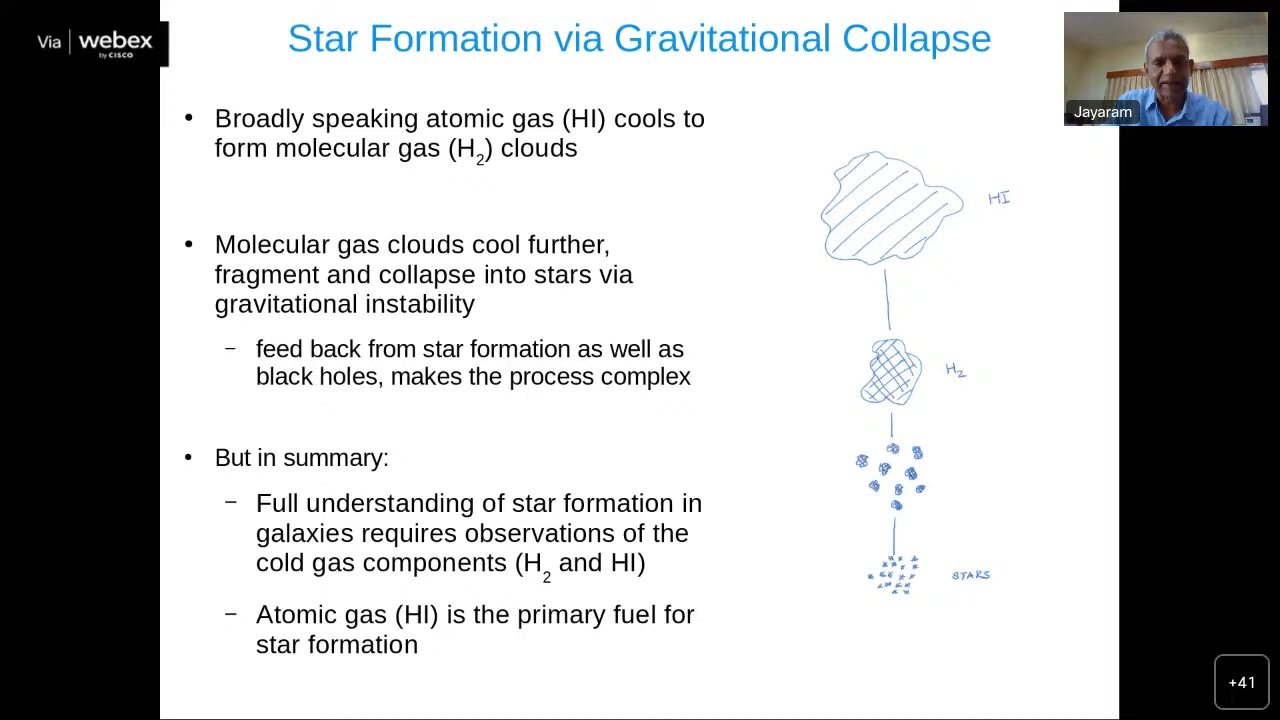 Via webex
by CISCO
Star Formation via Gravitational Collapse
Jayaram
• Broadly speaking atomic gas (HI) cools to
form molecular gas (H2) clouds
• Molecular gas clouds cool further,
fragment and collapse into stars via
gravitational instability
– feed back from star formation as well as
black holes, makes the process complex
• But in summary:
– Full understanding of star formation in
galaxies requires observations of the
cold gas components (H2 and HI)
– Atomic gas (HI) is the primary fuel for
star formation
HI
H2
STARS
+41